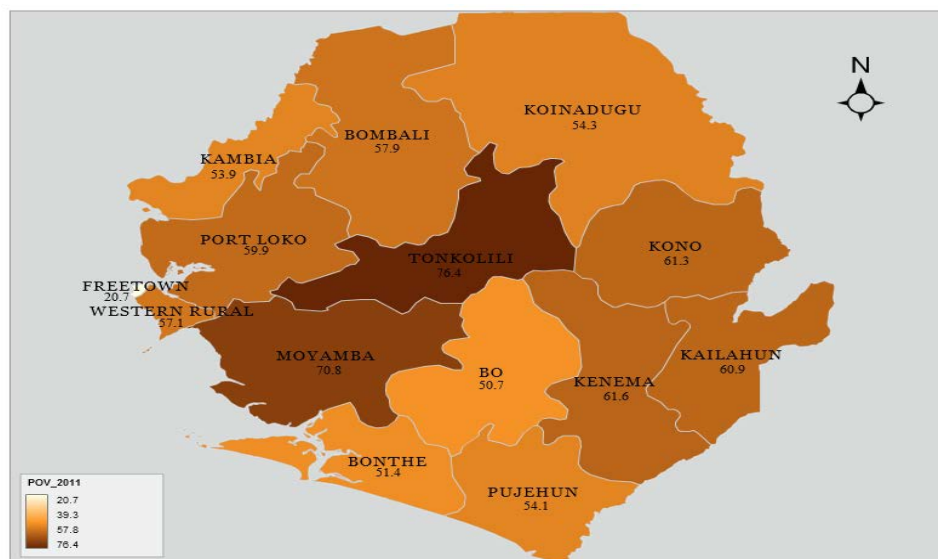 N
KOINADUGU
54.3
BOMBALI
57.9
KAMBIA
53.9
PORT LOKO
59.9
TONKOLILI
76.4
KONO
61.3
FREETOWN
20.7
WESTERN RURAL
57.1
MOYAMBA
70.8
BO
50.7
KENEMA
61.6
KAILAHUN
60.9
BONTHE
51.4
PUJEHUN
54.1
POV_2011
20.7
39.3
57.8
76.4